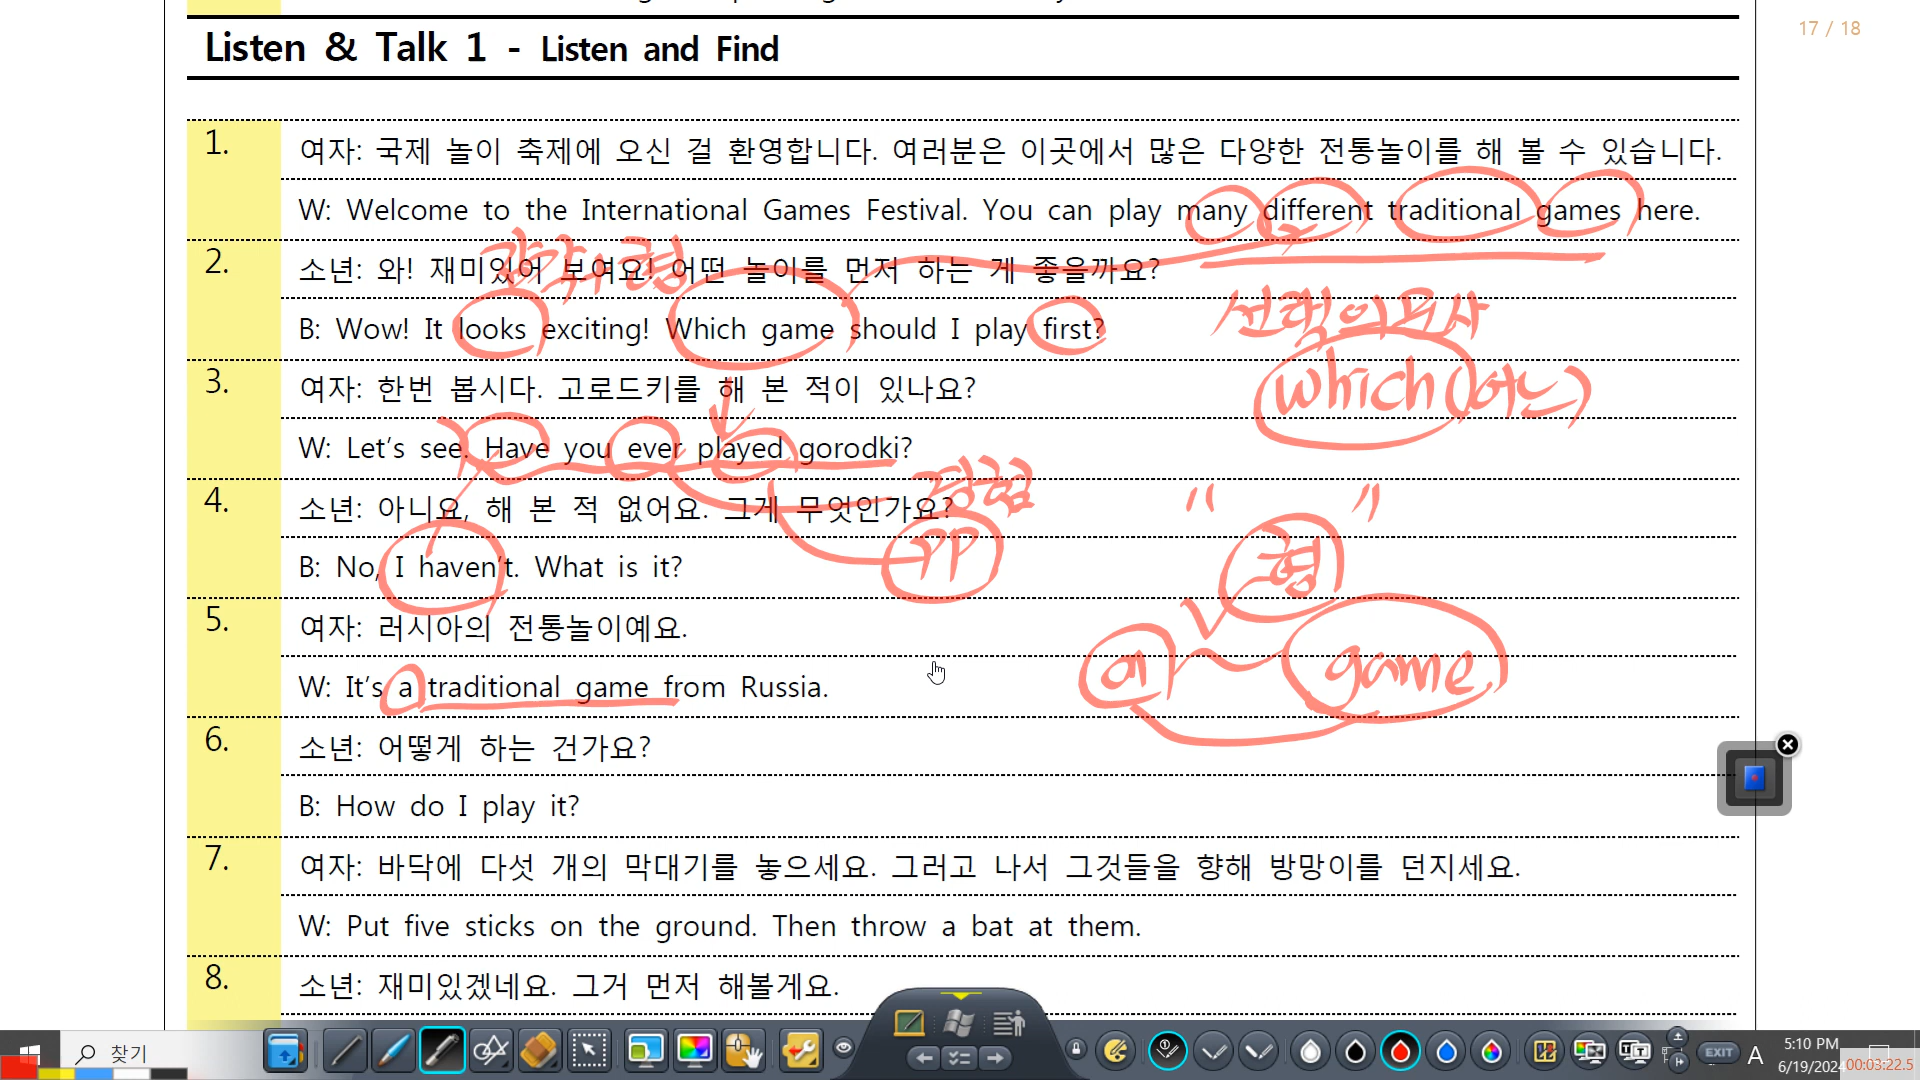 17 / 18
Listen & Talk 1 - Listen and Find
1.
여자: 국제 놀이 축제에 오신 걸 환영합니다. 여러분은 이곳에서 많은 다양한 전통놀이를 해 볼 수 있습니다.
W: Welcome to the International Games Festival. You can play many different traditional games here.
2.
감각V형
소년: 와! 재미있어 보여요! 어떤 놀이를 먼저 하는 게 좋을까요?
B: Wow! It looks exciting! Which game should I play first?
선택의문사
which (어느)
3.
여자: 한번 봅시다. 고로드키를 해 본 적이 있나요?
W: Let's see. Have you ever played gorodki?
경험
4.
소년: 아니요, 해 본 적 없어요. 그게 무엇인가요?
PP
" 형 "
B: No, I haven't. What is it?
5.
여자: 러시아의 전통놀이예요.
W: It's a traditional game from Russia.
a game
6.
소년: 어떻게 하는 건가요?
B: How do I play it?
7.
여자: 바닥에 다섯 개의 막대기를 놓으세요. 그러고 나서 그것들을 향해 방망이를 던지세요.
W: Put five sticks on the ground. Then throw a bat at them.
8.
소년: 재미있겠네요. 그거 먼저 해볼게요.
찾기
EXIT
A
5:10 PM
6/19/2024
00:03:22.5